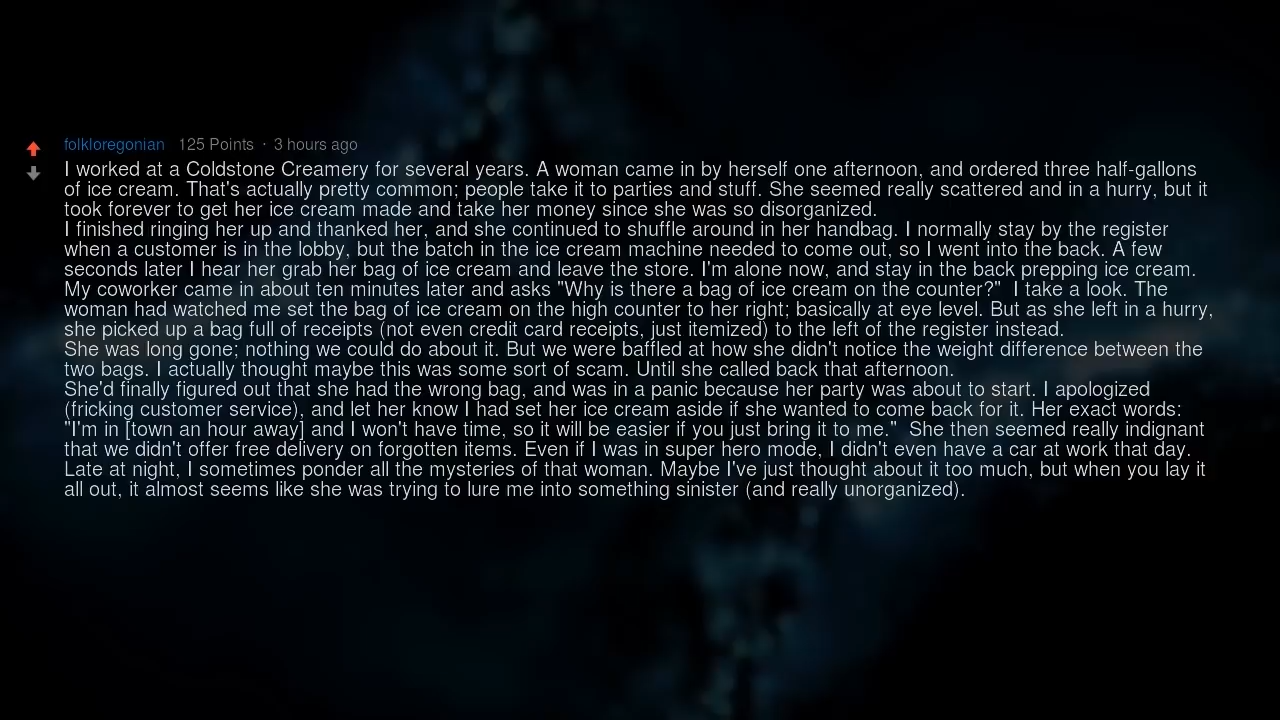 folkloregonian 125 Points · 3 hours ago
I worked at a Coldstone Creamery for several years. A woman came in by herself one afternoon, and ordered three half-gallons
of ice cream. That's actually pretty common; people take it to parties and stuff. She seemed really scattered and in a hurry, but it
took forever to get her ice cream made and take her money since she was so disorganized.
I finished ringing her up and thanked her, and she continued to shuffle around in her handbag. I normally stay by the register
when a customer is in the lobby, but the batch in the ice cream machine needed to come out, so I went into the back. A few
seconds later I hear her grab her bag of ice cream and leave the store. I'm alone now, and stay in the back prepping ice cream.
My coworker came in about ten minutes later and asks "Why is there a bag of ice cream on the counter?"  I take a look. The
woman had watched me set the bag of ice cream on the high counter to her right; basically at eye level. But as she left in a hurry,
she picked up a bag full of receipts (not even credit card receipts, just itemized) to the left of the register instead.
She was long gone; nothing we could do about it. But we were baffled at how she didn't notice the weight difference between the
two bags. I actually thought maybe this was some sort of scam. Until she called back that afternoon.
She'd finally figured out that she had the wrong bag, and was in a panic because her party was about to start. I apologized
(fricking customer service), and let her know I had set her ice cream aside if she wanted to come back for it. Her exact words:
"I'm in [town an hour away] and I won't have time, so it will be easier if you just bring it to me."  She then seemed really indignant
that we didn't offer free delivery on forgotten items. Even if I was in super hero mode, I didn't even have a car at work that day.
Late at night, I sometimes ponder all the mysteries of that woman. Maybe I've just thought about it too much, but when you lay it
all out, it almost seems like she was trying to lure me into something sinister (and really unorganized).